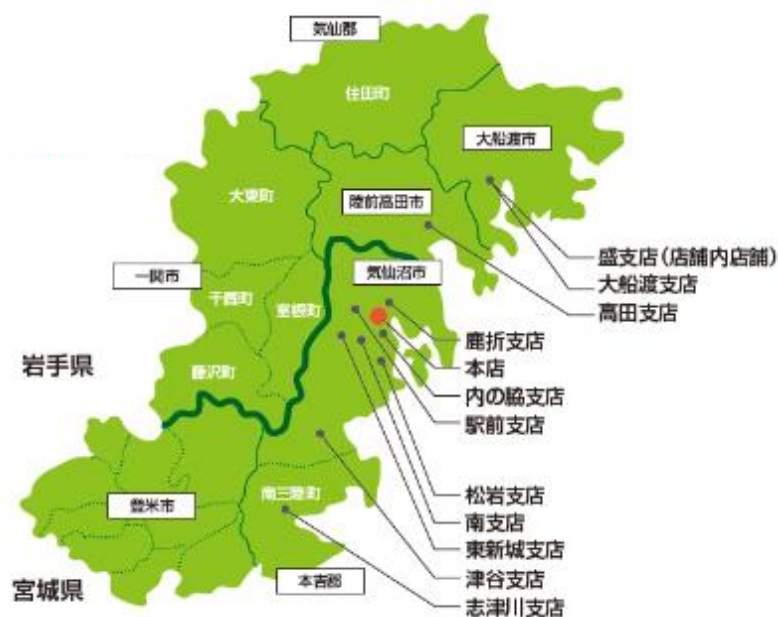 気仙郡
住田町
大船渡市
大東町
陸前高田市
盛支店(店舗内店舗)
大船渡支店
高田支店
一関市
気仙沼市
千厩町
室根町
鹿折支店
本店
内の脇支店
駅前支店
岩手県
藤沢町
松岩支店
南支店
東新城支店
津谷支店
志津川支店
登米市
南三陸町
本吉郡
宮城県